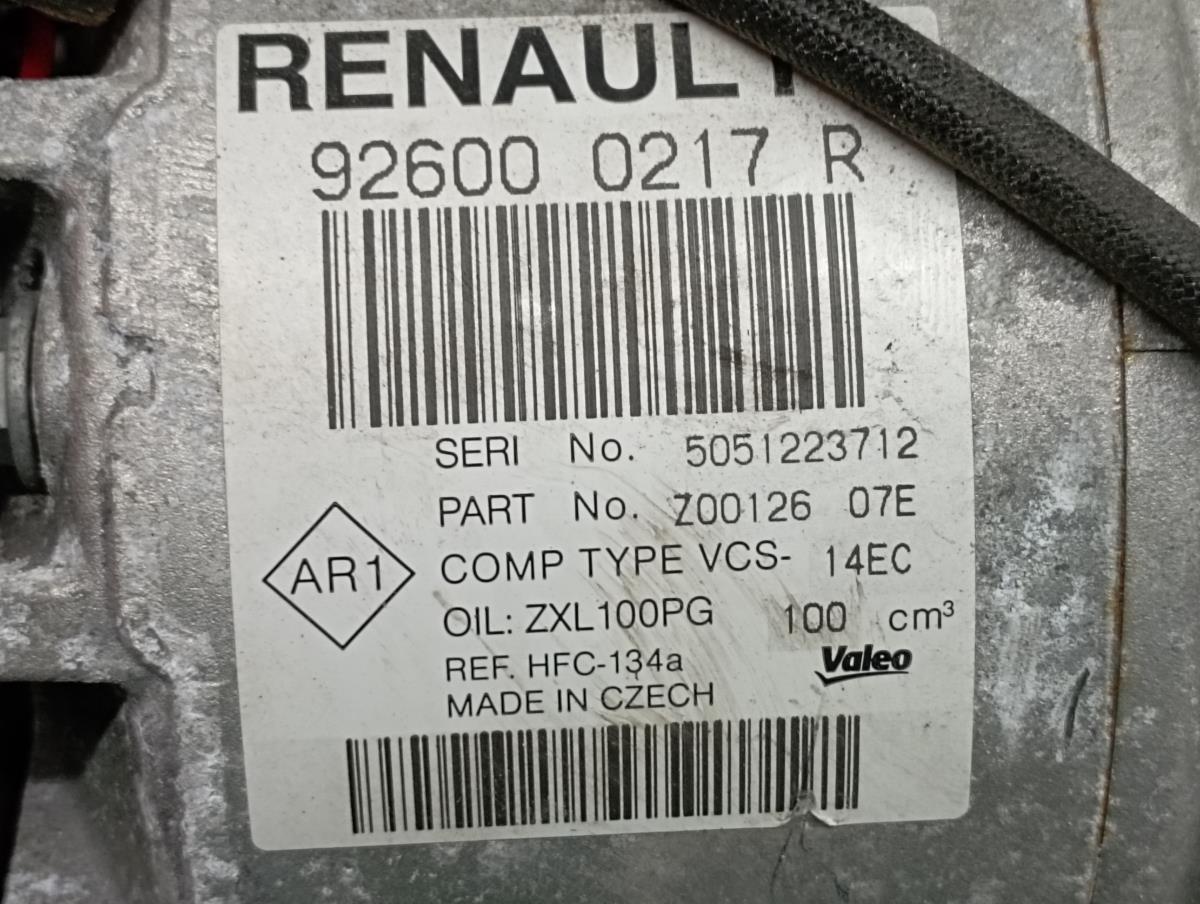 RENAULT
92600 0217 R
SERI No. 5051223712
PART No. Z00126 07E
AR1
COMP TYPE VCS- 14EC
OIL: ZXL100PG 100 cm³
REF. HFC-134a
Valeo
MADE IN CZECH